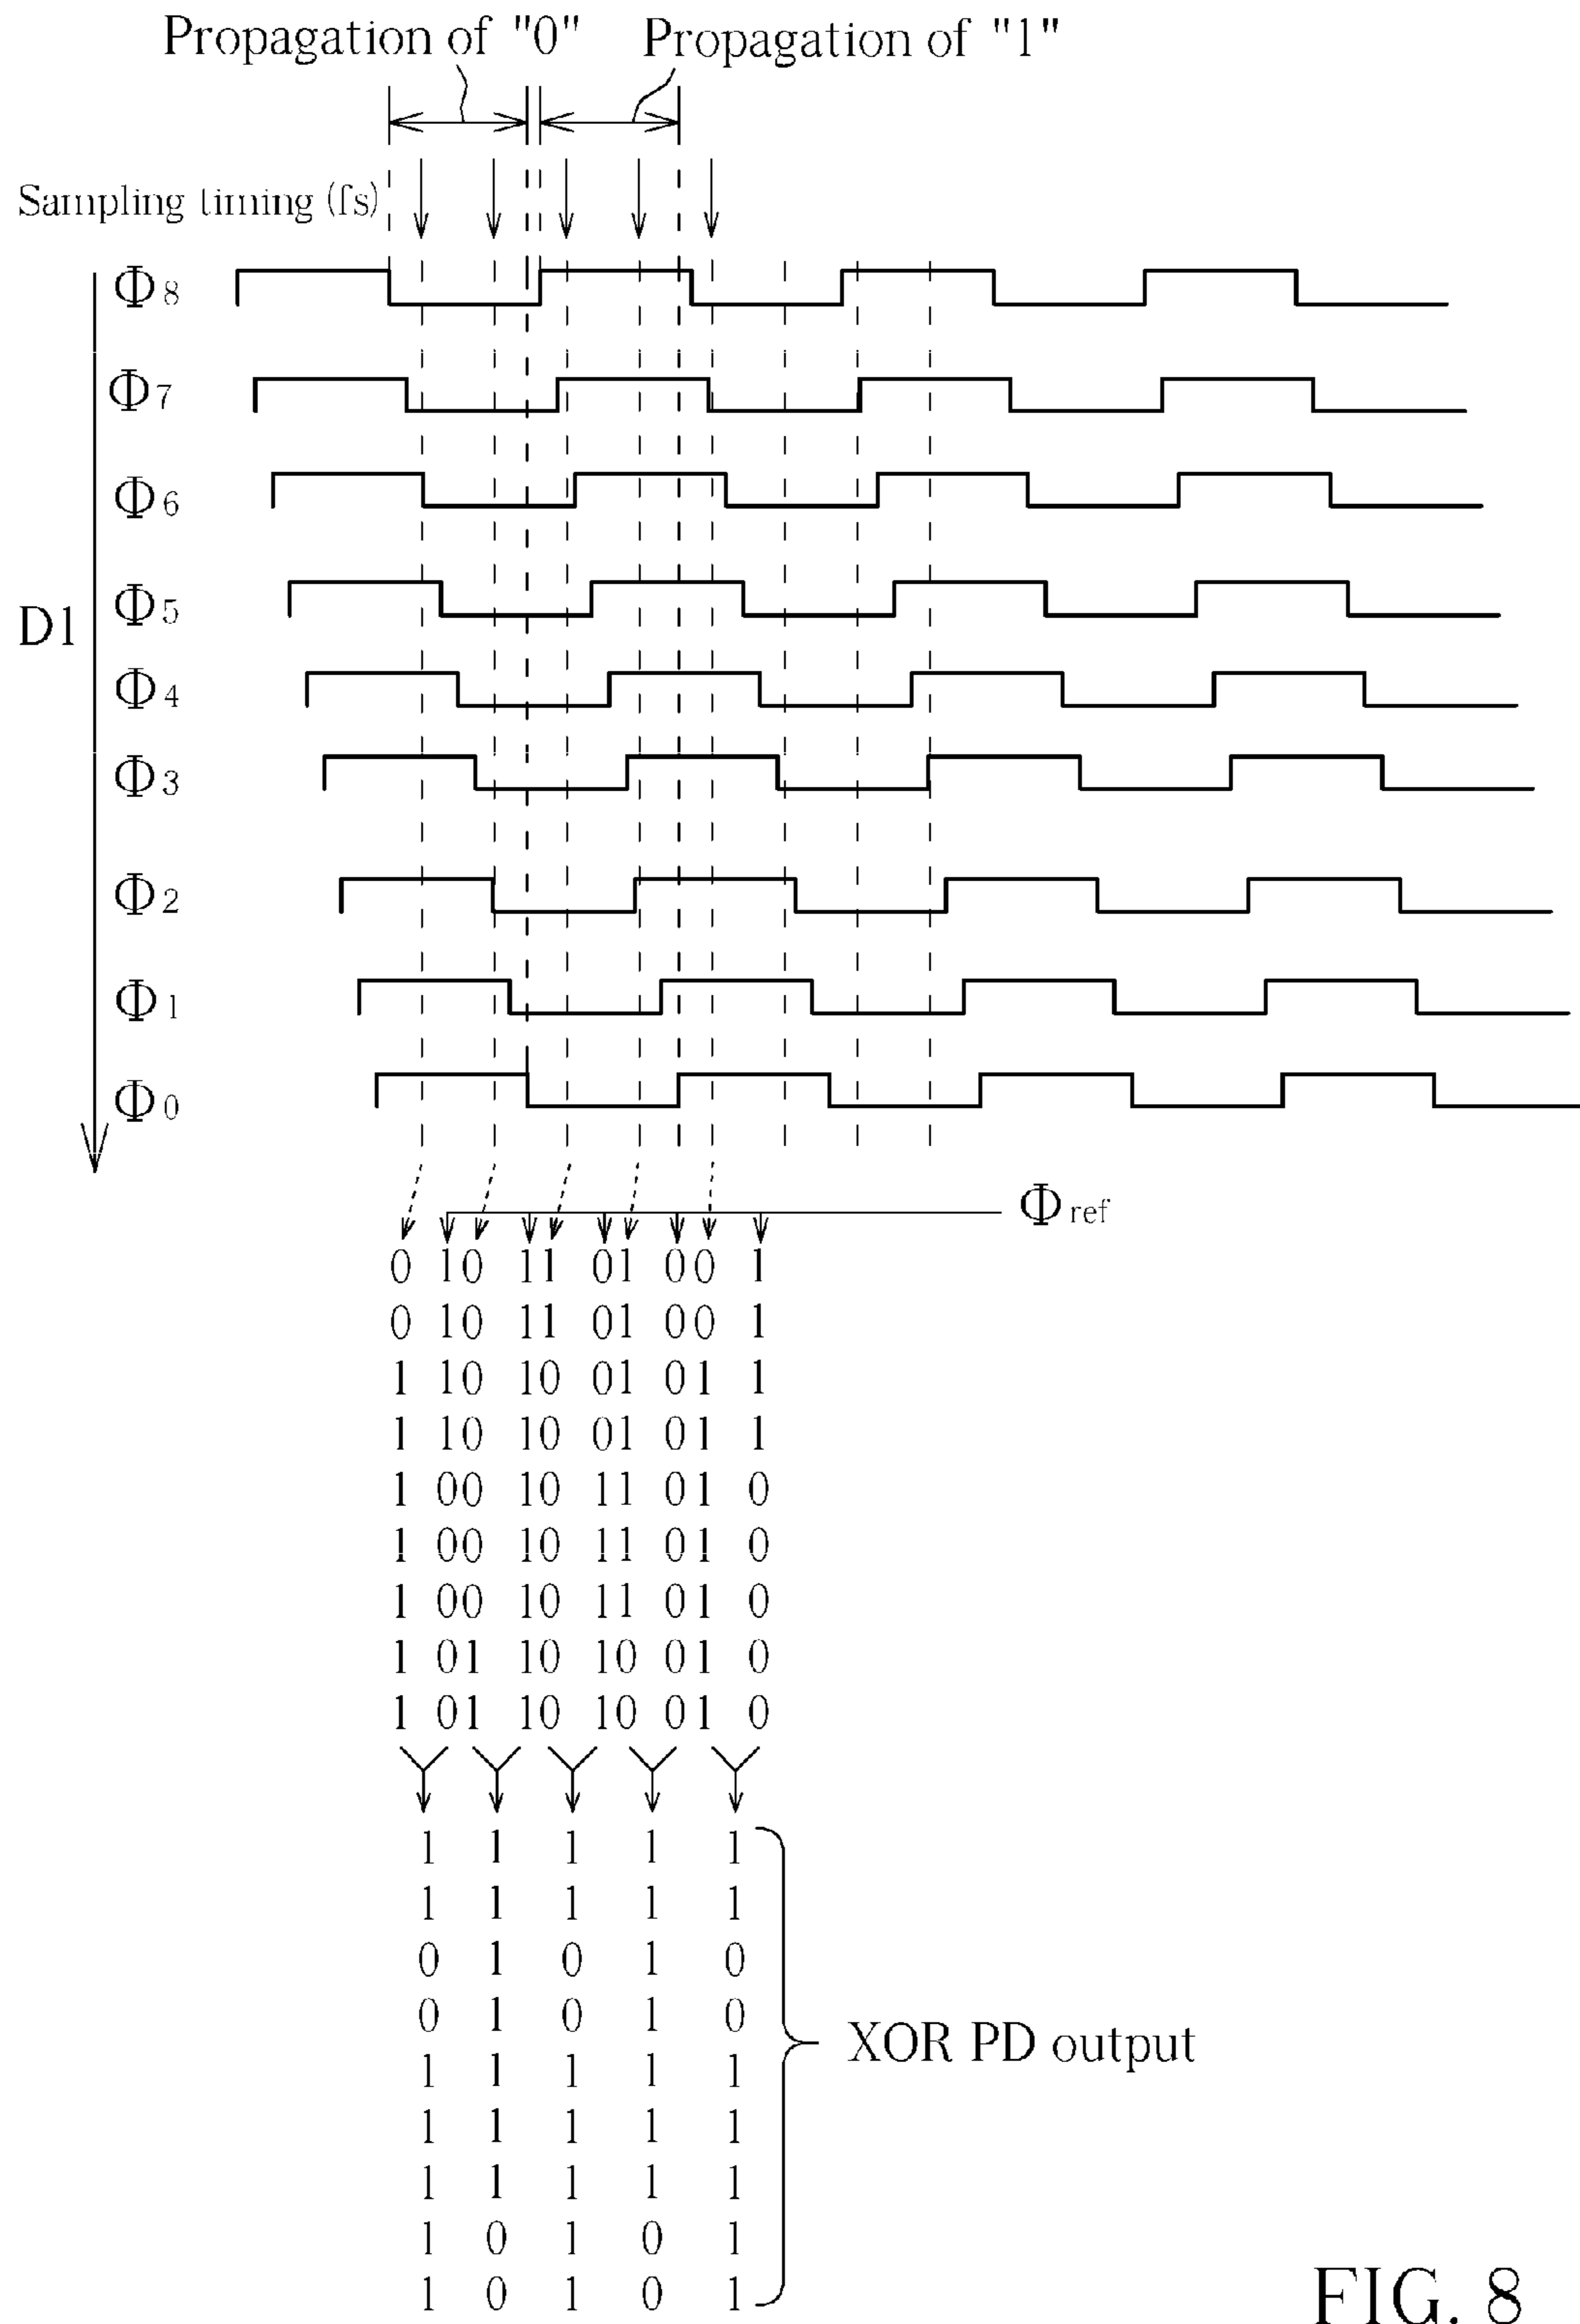 Propagation of "0" Propagation of "1"
Sampling timing (fs)
Φ8
Φ7
Φ6
Φ5
D1
Φ4
Φ3
Φ2
Φ1
Φ0
Φref
0 10 11 01 00 1
0 10 11 01 00 1
1 10 10 01 01 1
1 10 10 01 01 1
1 00 10 11 01 0
1 00 10 11 01 0
1 00 10 11 01 0
1 01 10 10 01 0
1 01 10 10 01 0
1 1 1 1 1
1 1 1 1 1
0 1 0 1 0
0 1 0 1 0
XOR PD output
1 1 1 1 1
1 1 1 1 1
1 1 1 1 1
1 0 1 0 1
1 0 1 0 1
FIG. 8